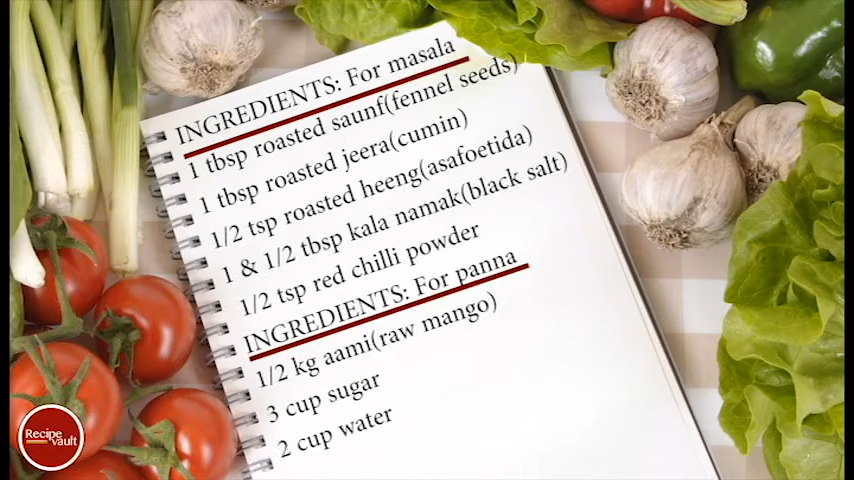 INGREDIENTS: For masala
1 tbsp roasted saunf(fennel seeds)
1 tbsp roasted jeera(cumin)
1/2 tsp roasted heeng(asafoetida)
1 & 1/2 tbsp kala namak(black salt)
1/2 tsp red chilli powder
INGREDIENTS: For panna
1/2 kg aami(raw mango)
3 cup sugar
2 cup water
Recipe
vault